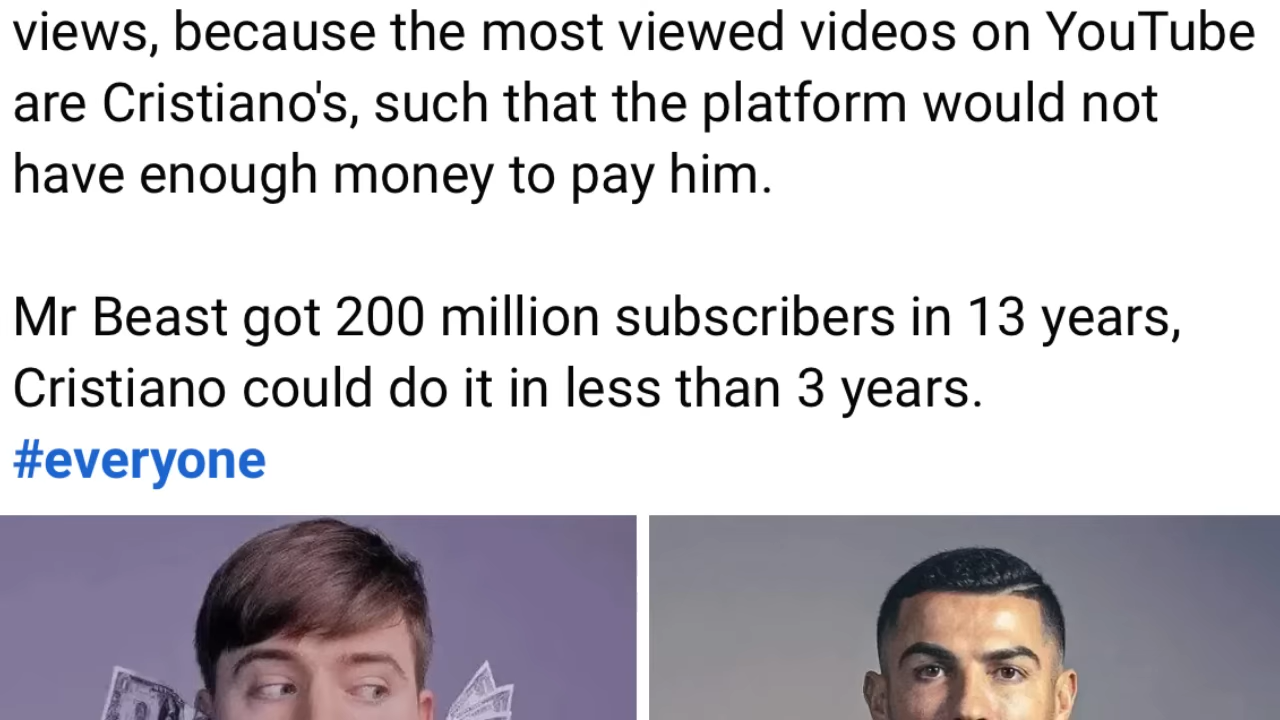 views, because the most viewed videos on YouTube
are Cristiano's, such that the platform would not
have enough money to pay him.
Mr Beast got 200 million subscribers in 13 years,
Cristiano could do it in less than 3 years.
#everyone